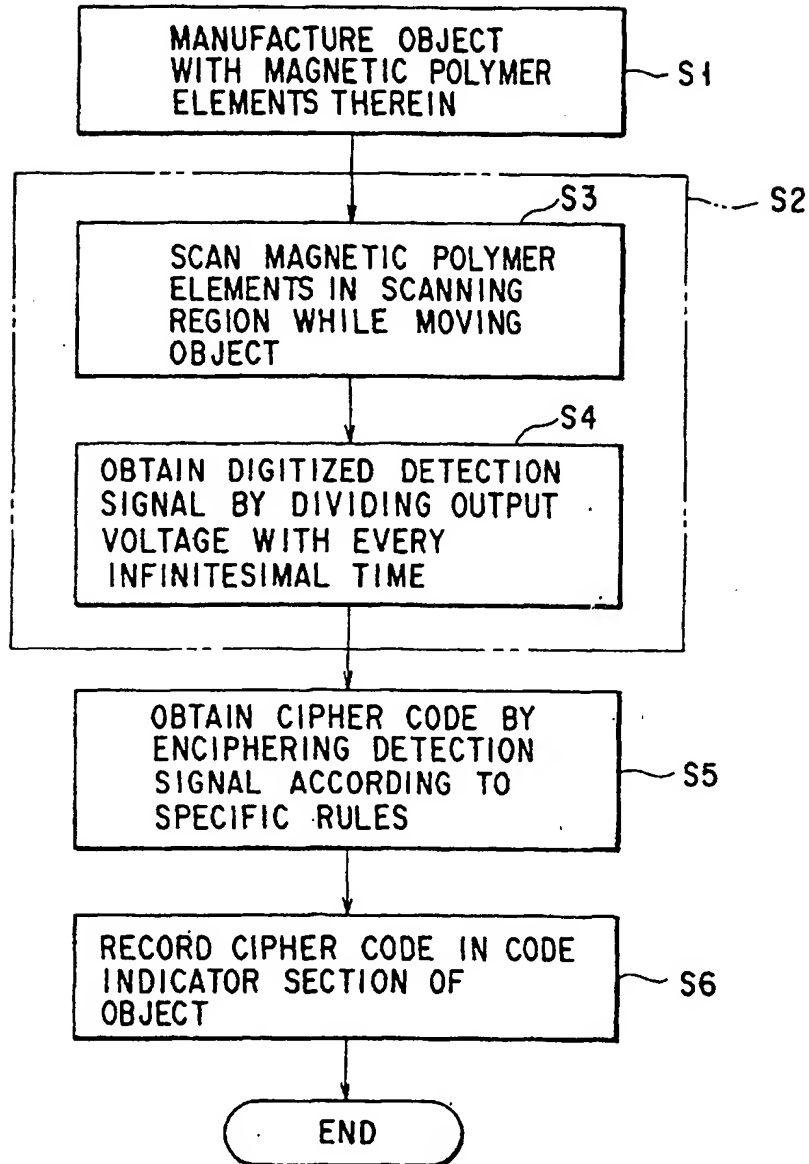 MANUFACTURE OBJECT
WITH MAGNETIC POLYMER
ELEMENTS THEREIN
S1
S2
S3
SCAN MAGNETIC POLYMER
ELEMENTS IN SCANNING
REGION WHILE MOVING
OBJECT
S4
OBTAIN DIGITIZED DETECTION
SIGNAL BY DIVIDING OUTPUT
VOLTAGE WITH EVERY
INFINITESIMAL TIME
OBTAIN CIPHER CODE BY
ENCIPHERING DETECTION
SIGNAL ACCORDING TO
SPECIFIC RULES
S5
RECORD CIPHER CODE IN CODE
INDICATOR SECTION OF
OBJECT
S6
END